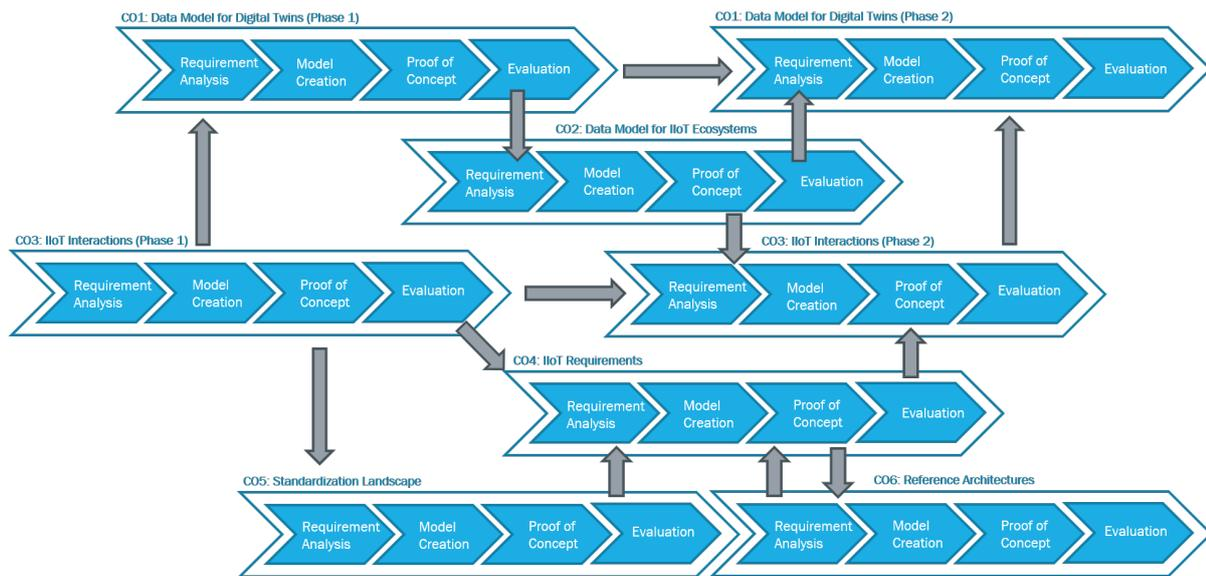 CO1: Data Model for Digital Twins (Phase 1)
Requirement
Analysis
Model
Creation
Proof of
Concept
Evaluation
CO1: Data Model for Digital Twins (Phase 2)
Requirement
Analysis
Model
Creation
Proof of
Concept
Evaluation
CO2: Data Model for IIoT Ecosystems
Requirement
Analysis
Model
Creation
Proof of
Concept
Evaluation
CO3: IIoT Interactions (Phase 1)
Requirement
Analysis
Model
Creation
Proof of
Concept
Evaluation
CO3: IIoT Interactions (Phase 2)
Requirement
Analysis
Model
Creation
Proof of
Concept
Evaluation
CO4: IIoT Requirements
Requirement
Analysis
Model
Creation
Proof of
Concept
Evaluation
CO5: Standardization Landscape
Requirement
Analysis
Model
Creation
Proof of
Concept
Evaluation
CO6: Reference Architectures
Requirement
Analysis
Model
Creation
Proof of
Concept
Evaluation